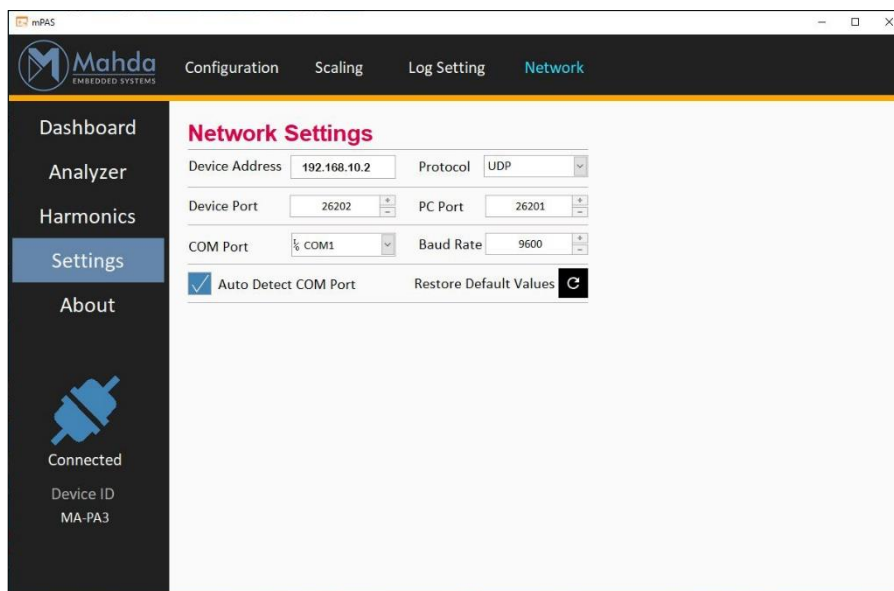 mPAS
Mahda
EMBEDDED SYSTEMS
Configuration Scaling Log Setting Network
Dashboard
Analyzer
Harmonics
Settings
About
Connected
Device ID
MA-PA3
Network Settings
Device Address 192.168.10.2 Protocol UDP
Device Port 26202 PC Port 26201
COM Port COM1 Baud Rate 9600
Auto Detect COM Port Restore Default Values